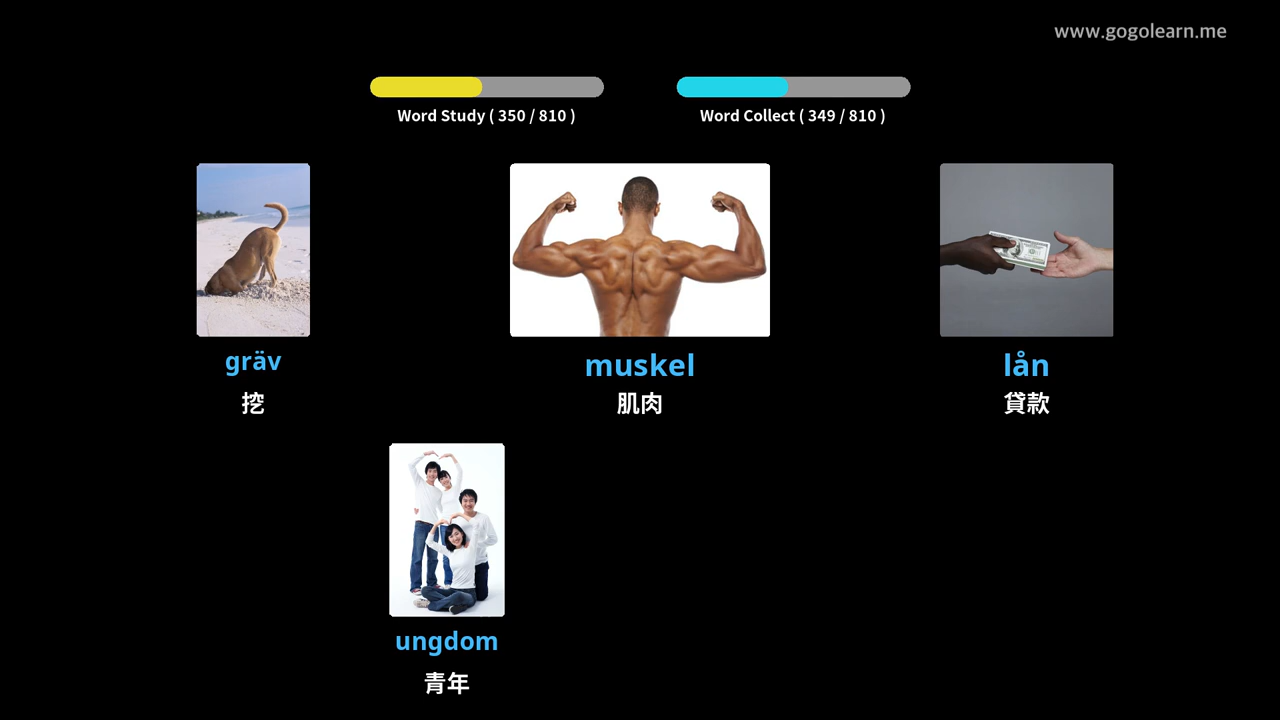 www.gogolearn.me
Word Study ( 350 / 810 )
Word Collect ( 349 / 810 )
gräv
挖
muskel
肌肉
lån
貸款
ungdom
青年